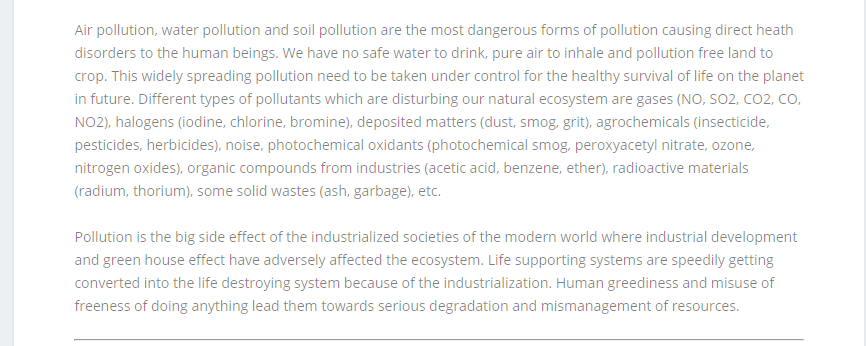 Air pollution, water pollution and soil pollution are the most dangerous forms of pollution causing direct heath
disorders to the human beings. We have no safe water to drink, pure air to inhale and pollution free land to
crop. This widely spreading pollution need to be taken under control for the healthy survival of life on the planet
in future. Different types of pollutants which are disturbing our natural ecosystem are gases (NO, SO2, CO2, CO,
NO2), halogens (iodine, chlorine, bromine), deposited matters (dust, smog, grit), agrochemicals (insecticide,
pesticides, herbicides), noise, photochemical oxidants (photochemical smog, peroxyacetyl nitrate, ozone,
nitrogen oxides), organic compounds from industries (acetic acid, benzene, ether), radioactive materials
(radium, thorium), some solid wastes (ash, garbage), etc.
Pollution is the big side effect of the industrialized societies of the modern world where industrial development
and green house effect have adversely affected the ecosystem. Life supporting systems are speedily getting
converted into the life destroying system because of the industrialization. Human greediness and misuse of
freeness of doing anything lead them towards serious degradation and mismanagement of resources.